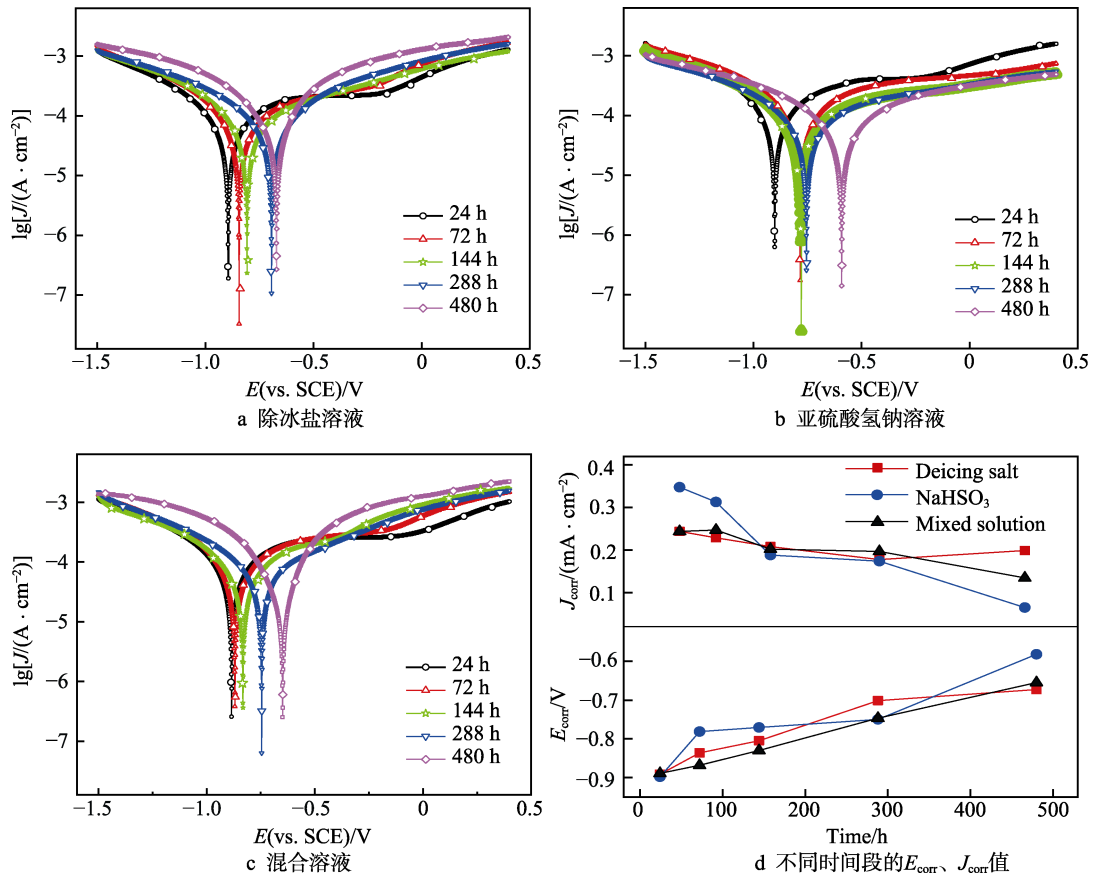 −3
−4
−5
−6
−7
lg[J/(A · cm⁻²)]
24 h
72 h
144 h
288 h
480 h
−1.5 −1.0 −0.5 0 0.5
E(vs. SCE)/V
a 除冰盐溶液
−3
−4
−5
−6
−7
lg[J/(A · cm⁻²)]
24 h
72 h
144 h
288 h
480 h
−1.5 −1.0 −0.5 0 0.5
E(vs. SCE)/V
b 亚硫酸氢钠溶液
−3
−4
−5
−6
−7
lg[J/(A · cm⁻²)]
24 h
72 h
144 h
288 h
480 h
−1.5 −1.0 −0.5 0 0.5
E(vs. SCE)/V
c 混合溶液
0.4
0.3
0.2
0.1
Jcorr/(mA · cm⁻²)
Deicing salt
NaHSO₃
Mixed solution
−0.6
−0.7
−0.8
−0.9
Ecorr/V
0 100 200 300 400 500
Time/h
d 不同时间段的Ecorr、Jcorr值